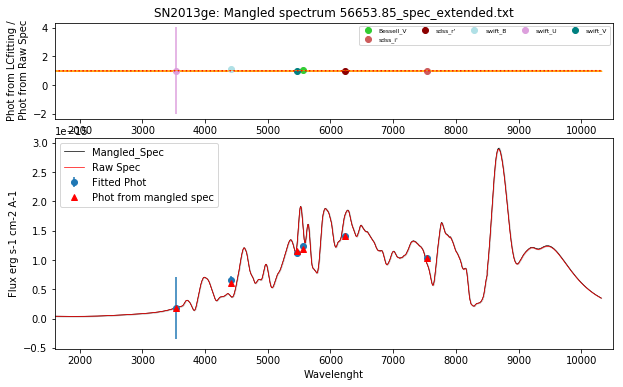 SN2013ge: Mangled spectrum 56653.85_spec_extended.txt
Phot from LCfitting /
Phot from Raw Spec
4
2
0
−2
Bessell_V
sdss_r'
swift_B
swift_U
swift_V
sdss_i'
2000 3000 4000 5000 6000 7000 8000 9000 10000
Flux erg s-1 cm-2 A-1
3.0
2.5
2.0
1.5
1.0
0.5
0.0
−0.5
Mangled_Spec
Raw Spec
Fitted Phot
Phot from mangled spec
2000 3000 4000 5000 6000 7000 8000 9000 10000
Wavelenght